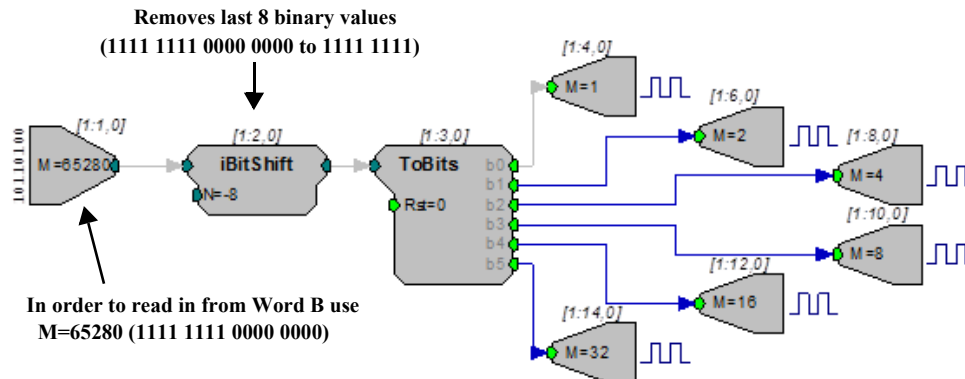 Removes last 8 binary values
(1111 1111 0000 0000 to 1111 1111)
[1:4,0]
M=1
[1:6,0]
M=2
[1:1,0]
[1:2,0]
[1:3,0]
[1:8,0]
101,110,100
M=65280
iBitShift
N=-8
ToBits
Rst=0
b0
b1
b2
b3
b4
b5
M=4
[1:10,0]
M=8
[1:12,0]
M=16
[1:14,0]
M=32
In order to read in from Word B use
M=65280 (1111 1111 0000 0000)